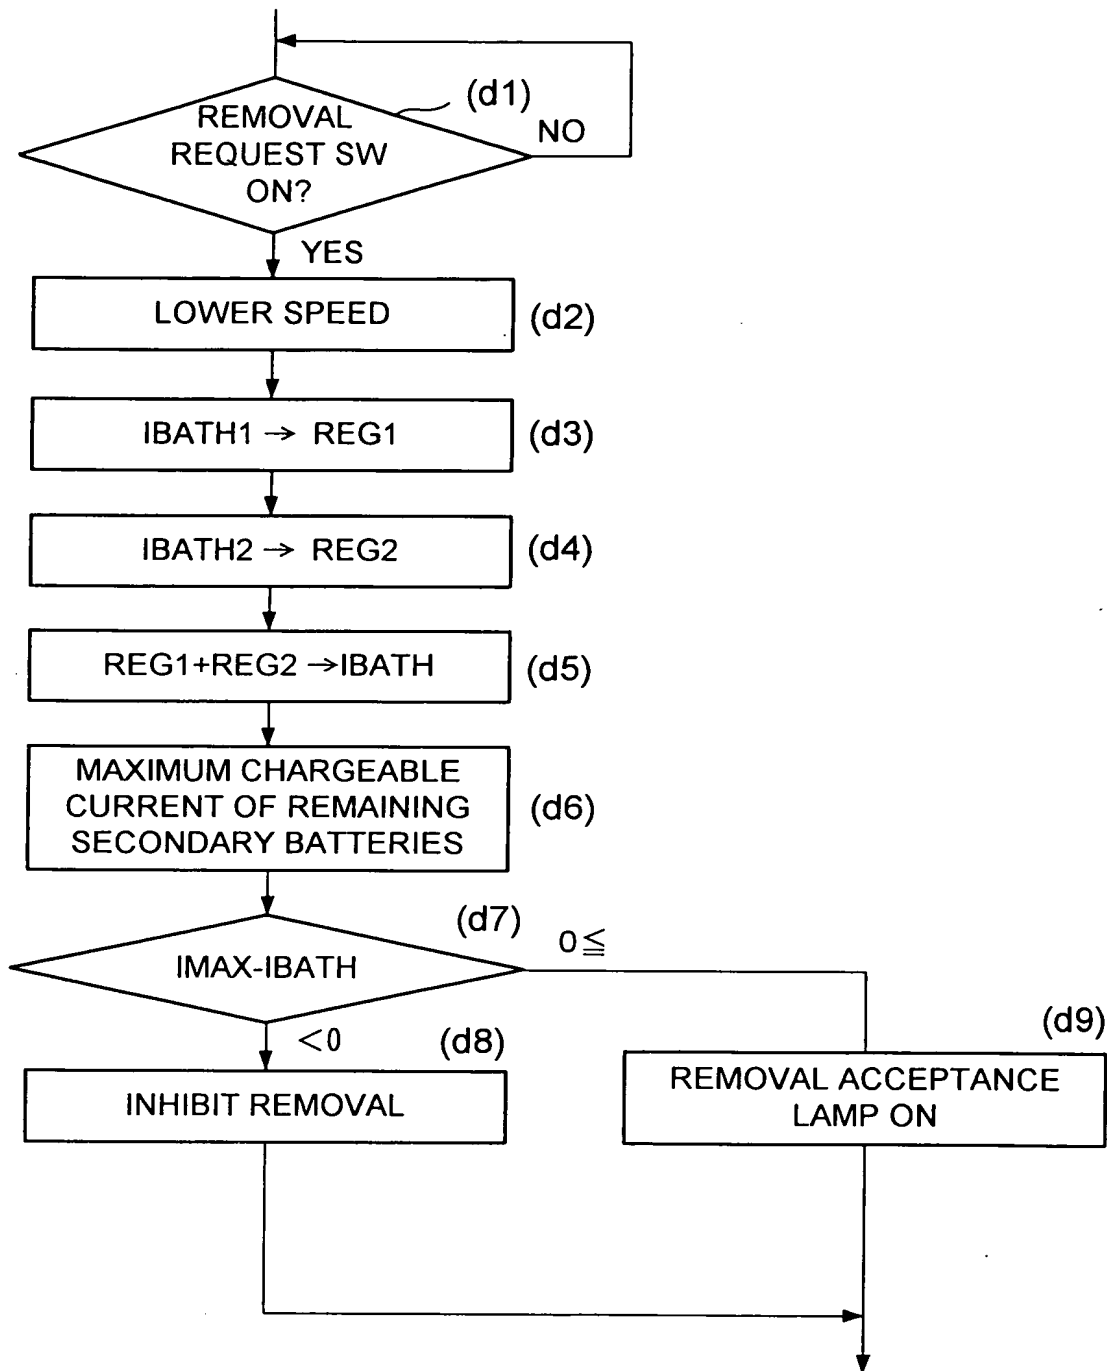 (d1)
REMOVAL
REQUEST SW
ON?
NO
YES
LOWER SPEED
(d2)
IBATH1 → REG1
(d3)
IBATH2 → REG2
(d4)
REG1+REG2 →IBATH
(d5)
MAXIMUM CHARGEABLE
CURRENT OF REMAINING
SECONDARY BATTERIES
(d6)
(d7)
IMAX-IBATH
0≦
<0
(d8)
INHIBIT REMOVAL
(d9)
REMOVAL ACCEPTANCE
LAMP ON